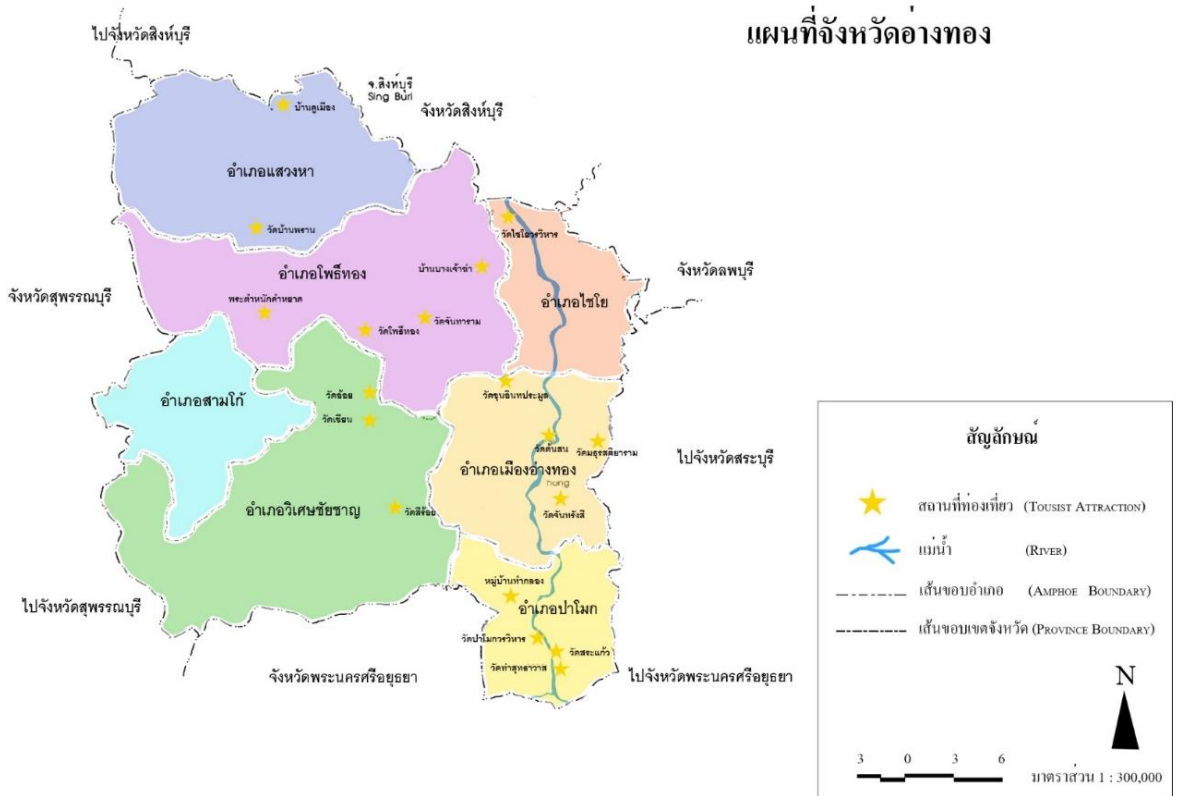 แผนที่จังหวัดอ่างทอง
ไปจังหวัดสิงห์บุรี
จ.สิงห์บุรี
Sing Buri
จังหวัดสิงห์บุรี
บ้านคูเมือง
อำเภอแสวงหา
วัดบ้านพราน
วัดไชโยวรวิหาร
อำเภอโพธิ์ทอง
บ้านบางเจ้าฉ่า
จังหวัดลพบุรี
จังหวัดสุพรรณบุรี
พระตำหนักคำหยาด
อำเภอไชโย
วัดจันทาราม
วัดโพธิ์ทอง
วัดขุนอินทประมูล
อำเภอสามโก้
วัดอ้อย
วัดเขียน
วัดต้นสน
วัดมธุรสติยาราม
ไปจังหวัดสระบุรี
อำเภอเมืองอ่างทอง
Thong
วัดจันทรังสี
อำเภอวิเศษชัยชาญ
วัดสี่ร้อย
หมู่บ้านทำกลอง
อำเภอป่าโมก
ไปจังหวัดสุพรรณบุรี
วัดป่าโมกวรวิหาร
วัดสระแก้ว
วัดท่าสุทธาวาส
จังหวัดพระนครศรีอยุธยา
ไปจังหวัดพระนครศรีอยุธยา
สัญลักษณ์
สถานที่ท่องเที่ยว (TOUSIST ATTRACTION)
แม่น้ำ (RIVER)
เส้นขอบอำเภอ (AMPHOE BOUNDARY)
เส้นขอบเขตจังหวัด (PROVINCE BOUNDARY)
N
3 0 3 6
มาตราส่วน 1 : 300,000